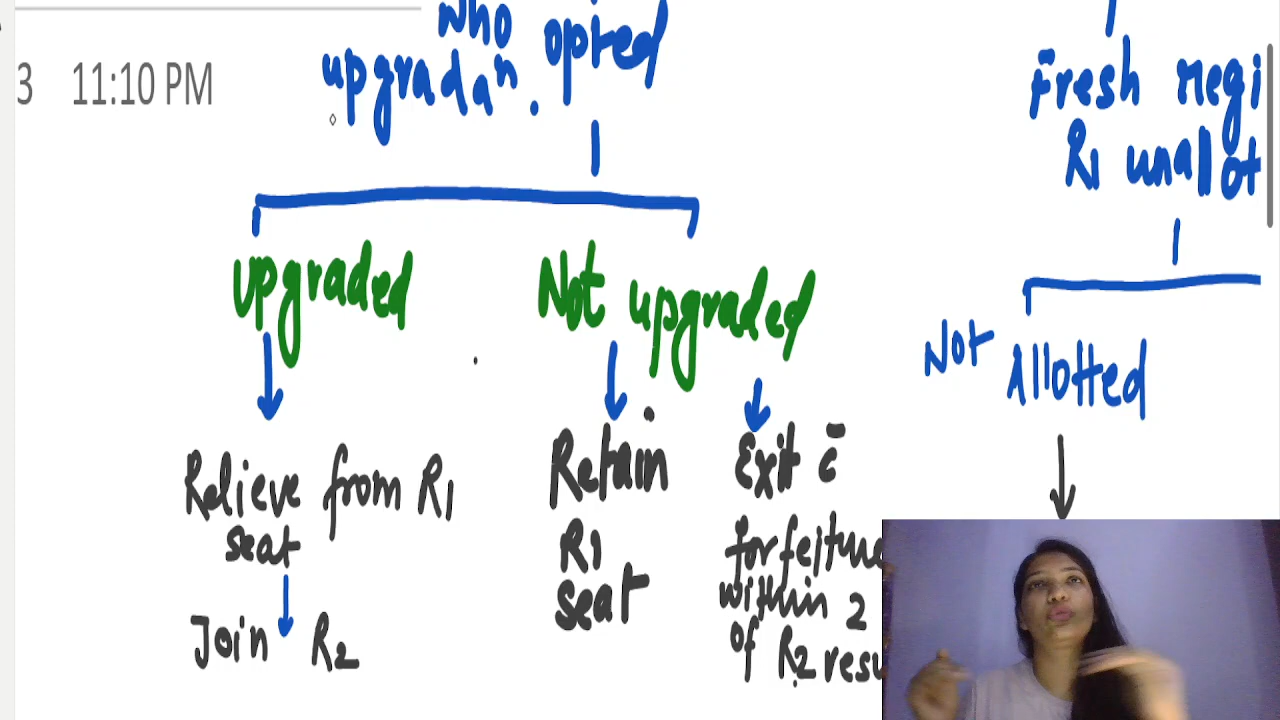 3 11:10 PM
who opted
upgradaⁿ.
Upgraded
Not upgraded
Relieve from R1
seat
Join R2
Retain
R1
seat
Exit c̄
forfeiture
within 2
of R2 resu
Fresh regi
R1 unallot
Not Allotted